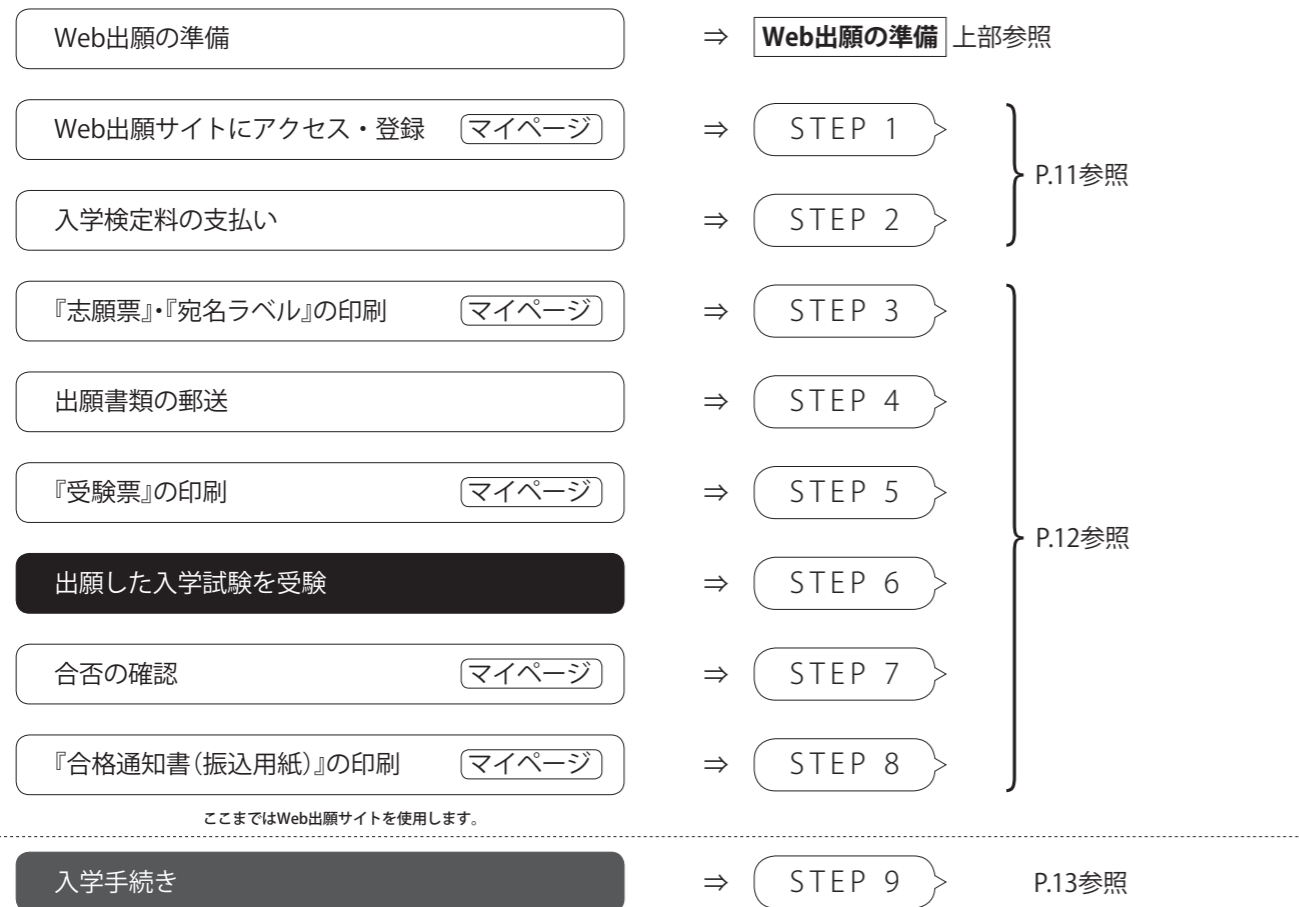 Web出願の準備 ⇒ Web出願の準備 上部参照
Web出願サイトにアクセス・登録 マイページ ⇒ STEP 1
P.11参照
入学検定料の支払い ⇒ STEP 2
『志願票』・『宛名ラベル』の印刷 マイページ ⇒ STEP 3
出願書類の郵送 ⇒ STEP 4
『受験票』の印刷 マイページ ⇒ STEP 5
P.12参照
出願した入学試験を受験 ⇒ STEP 6
合否の確認 マイページ ⇒ STEP 7
『合格通知書(振込用紙)』の印刷 マイページ ⇒ STEP 8
ここまではWeb出願サイトを使用します。
入学手続き ⇒ STEP 9 P.13参照